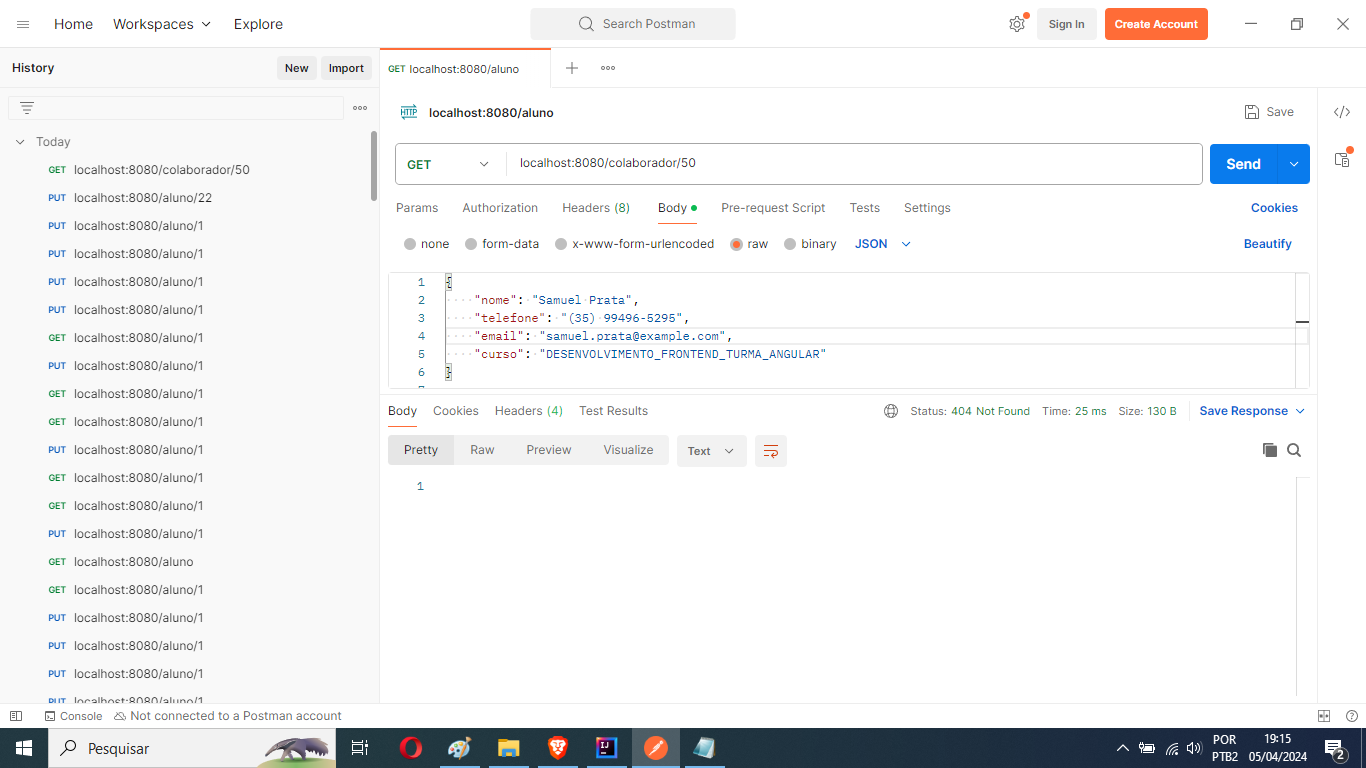 Home Workspaces Explore Search Postman Sign In Create Account
History New Import
GET localhost:8080/aluno
localhost:8080/aluno Save
Today
GET localhost:8080/colaborador/50
PUT localhost:8080/aluno/22
PUT localhost:8080/aluno/1
PUT localhost:8080/aluno/1
PUT localhost:8080/aluno/1
PUT localhost:8080/aluno/1
GET localhost:8080/aluno/1
PUT localhost:8080/aluno/1
GET localhost:8080/aluno/1
GET localhost:8080/aluno/1
PUT localhost:8080/aluno/1
GET localhost:8080/aluno/1
GET localhost:8080/aluno/1
PUT localhost:8080/aluno/1
GET localhost:8080/aluno
GET localhost:8080/aluno/1
PUT localhost:8080/aluno/1
PUT localhost:8080/aluno/1
PUT localhost:8080/aluno/1
PUT localhost:8080/aluno/1
HTTP
GET localhost:8080/colaborador/50 Send
Params Authorization Headers (8) Body Pre-request Script Tests Settings Cookies
none form-data x-www-form-urlencoded raw binary JSON Beautify
1 {
2 "nome": "Samuel Prata",
3 "telefone": "(35) 99496-5295",
4 "email": "samuel.prata@example.com",
5 "curso": "DESENVOLVIMENTO_FRONTEND_TURMA_ANGULAR"
6 }
7
Body Cookies Headers (4) Test Results Status: 404 Not Found Time: 25 ms Size: 130 B Save Response
Pretty Raw Preview Visualize Text
1
Console Not connected to a Postman account
Pesquisar
POR
PTB2
19:15
05/04/2024
2